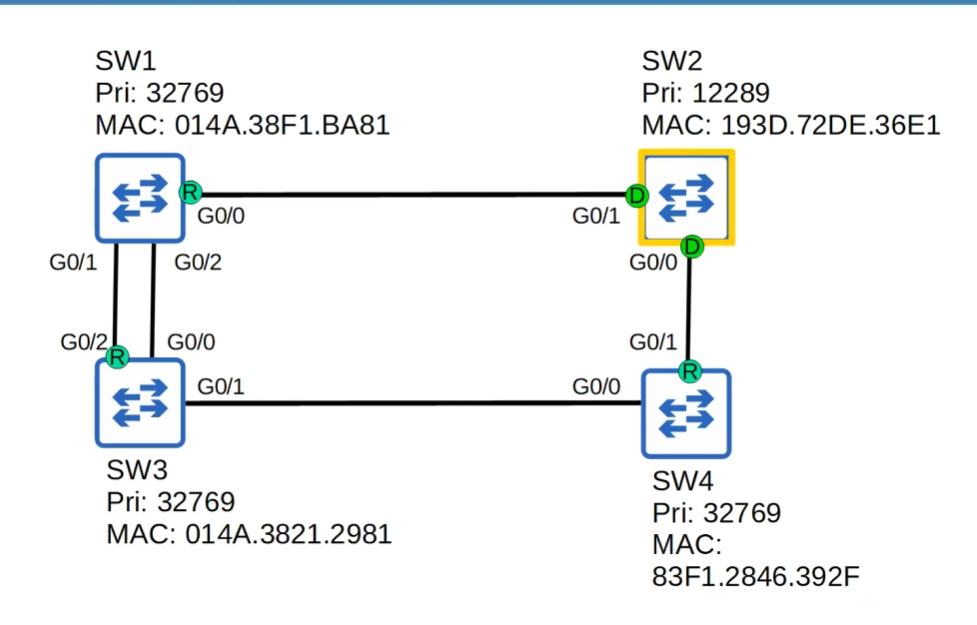 SW1
Pri: 32769
MAC: 014A.38F1.BA81
SW2
Pri: 12289
MAC: 193D.72DE.36E1
R
D
G0/0
G0/1
D
G0/1
G0/2
G0/0
G0/2
G0/0
G0/1
R
R
G0/1
G0/0
SW3
Pri: 32769
MAC: 014A.3821.2981
SW4
Pri: 32769
MAC:
83F1.2846.392F